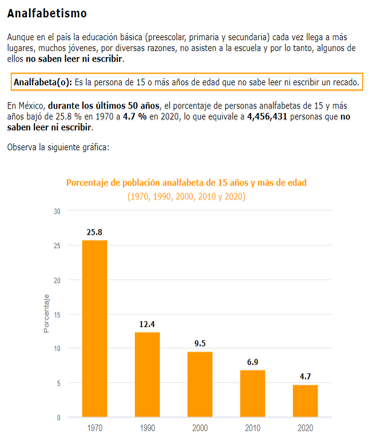 Analfabetismo
Aunque en el país la educación básica (preescolar, primaria y secundaria) cada vez llega a más
lugares, muchos jóvenes, por diversas razones, no asisten a la escuela y por lo tanto, algunos de
ellos no saben leer ni escribir.
Analfabeta(o): Es la persona de 15 o más años de edad que no sabe leer ni escribir un recado.
En México, durante los últimos 50 años, el porcentaje de personas analfabetas de 15 y más
años bajó de 25.8 % en 1970 a 4.7 % en 2020, lo que equivale a 4,456,431 personas que no
saben leer ni escribir.
Observa la siguiente gráfica:
Porcentaje de población analfabeta de 15 años y más de edad
(1970, 1990, 2000, 2010 y 2020)
30
25.8
25
20
Porcentaje
15
12.4
10
9.5
6.9
5
4.7
0
1970 1990 2000 2010 2020